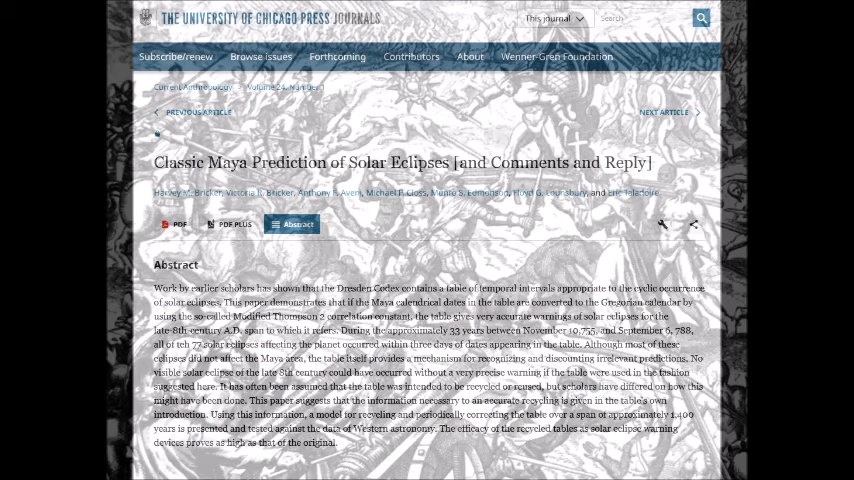 THE UNIVERSITY OF CHICAGO PRESS JOURNALS
This journal
Search
Subscribe/renew Browse issues Forthcoming Contributors About Wenner-Gren Foundation
Current Anthropology > Volume 24, Number 1
PREVIOUS ARTICLE NEXT ARTICLE
Classic Maya Prediction of Solar Eclipses [and Comments and Reply]
Harvey M. Bricker, Victoria R. Bricker, Anthony F. Aveni, Michael P. Closs, Munro S. Edmonson, Floyd G. Lounsbury, and Eric Taladoire
PDF PDF PLUS Abstract
Abstract
Work by earlier scholars has shown that the Dresden Codex contains a table of temporal intervals appropriate to the cyclic occurrence
of solar eclipses. This paper demonstrates that if the Maya calendrical dates in the table are converted to the Gregorian calendar by
using the so-called Modified Thompson 2 correlation constant, the table gives very accurate warnings of solar eclipses for the
late-8th-century A.D. span to which it refers. During the approximately 33 years between November 10,755, and September 6, 788,
all of teh 77 solar eclipses affecting the planet occurred within three days of dates appearing in the table. Although most of these
eclipses did not affect the Maya area, the table itself provides a mechanism for recognizing and discounting irrelevant predictions. No
visible solar eclipse of the late 8th century could have occurred without a very precise warning if the table were used in the fashion
suggested here. It has often been assumed that the table was intended to be recycled or reused, but scholars have differed on how this
might have been done. This paper suggests that the information necessary to an accurate recycling is given in the table's own
introduction. Using this information, a model for recycling and periodically correcting the table over a span of approximately 1,400
years is presented and tested against the data of Western astronomy. The efficacy of the recycled tables as solar eclipse warning
devices proves as high as that of the original.